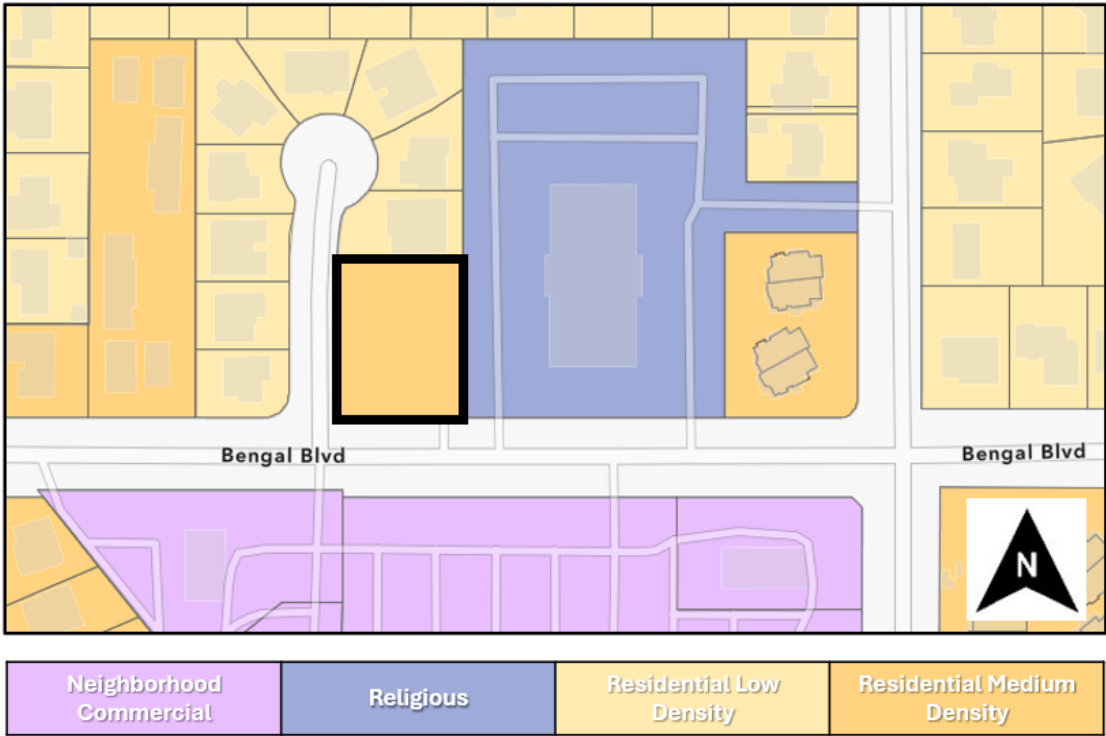 Bengal Blvd
Bengal Blvd
N
Neighborhood
Commercial
Religious
Residential Low
Density
Residential Medium
Density